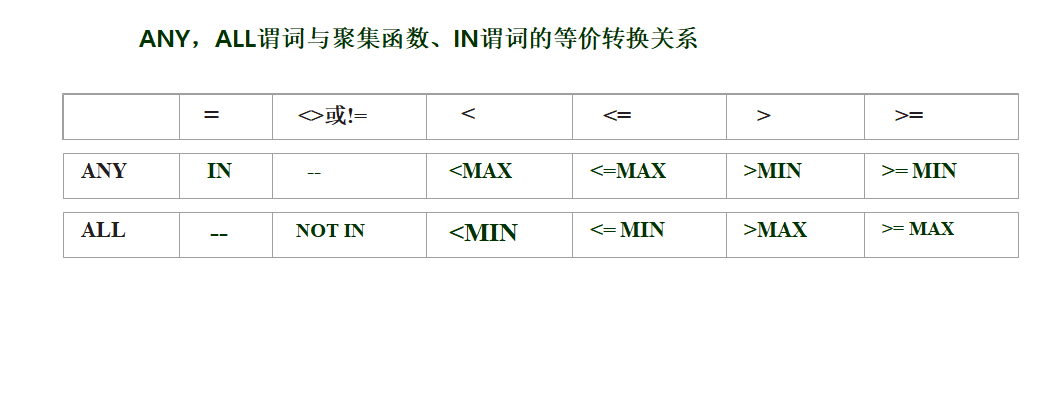 ANY，ALL谓词与聚集函数、IN谓词的等价转换关系
= <>或!= < <= > >=
ANY IN -- <MAX <=MAX >MIN >= MIN
ALL -- NOT IN <MIN <= MIN >MAX >= MAX